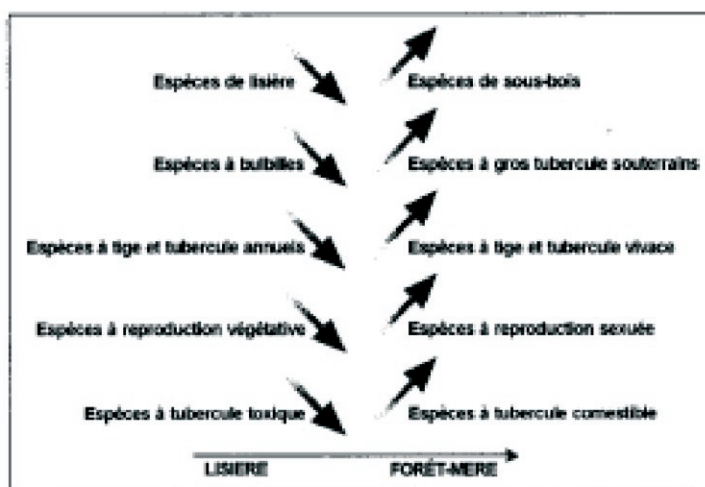 Espèces de lisière Espèces de sous-bois
Espèces à bulbilles Espèces à gros tubercule souterrains
Espèces à tige et tubercule annuels Espèces à tige et tubercule vivace
Espèces à reproduction végétative Espèces à reproduction sexuée
Espèces à tubercule toxique Espèces à tubercule comestible
LISIERE FORÊT-MERE